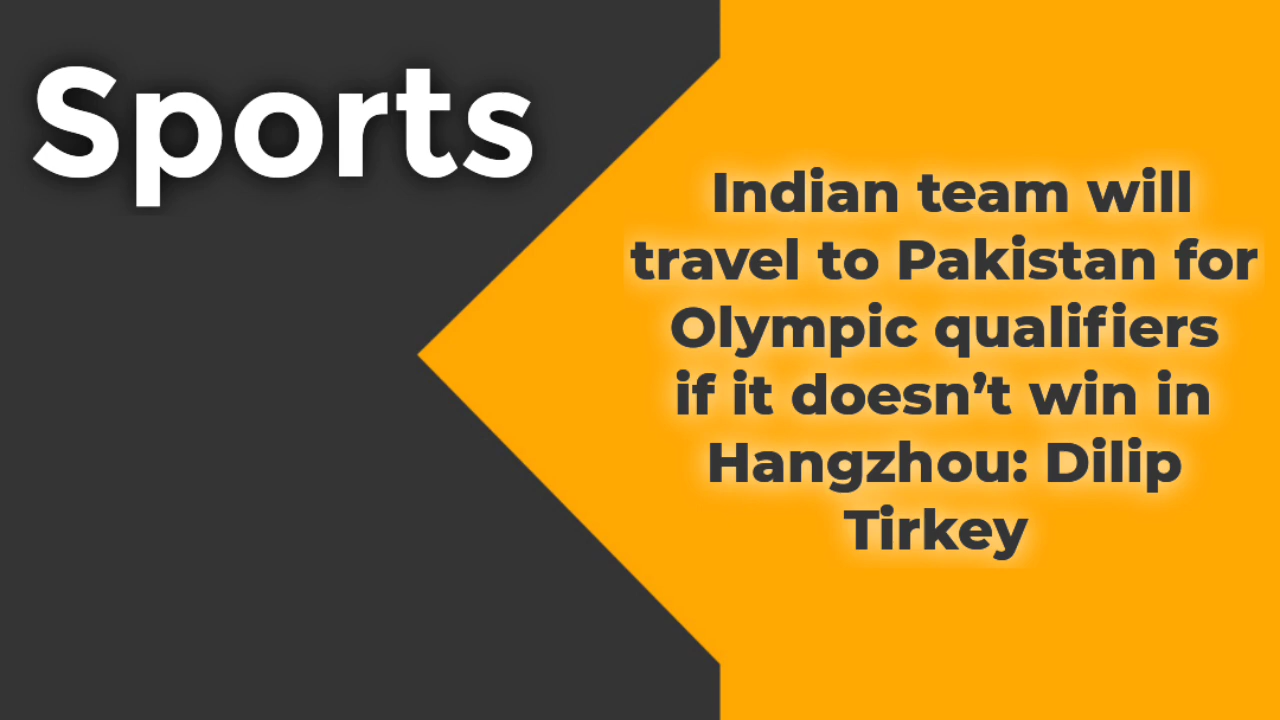 Sports
Indian team will
travel to Pakistan for
Olympic qualifiers
if it doesn’t win in
Hangzhou: Dilip
Tirkey